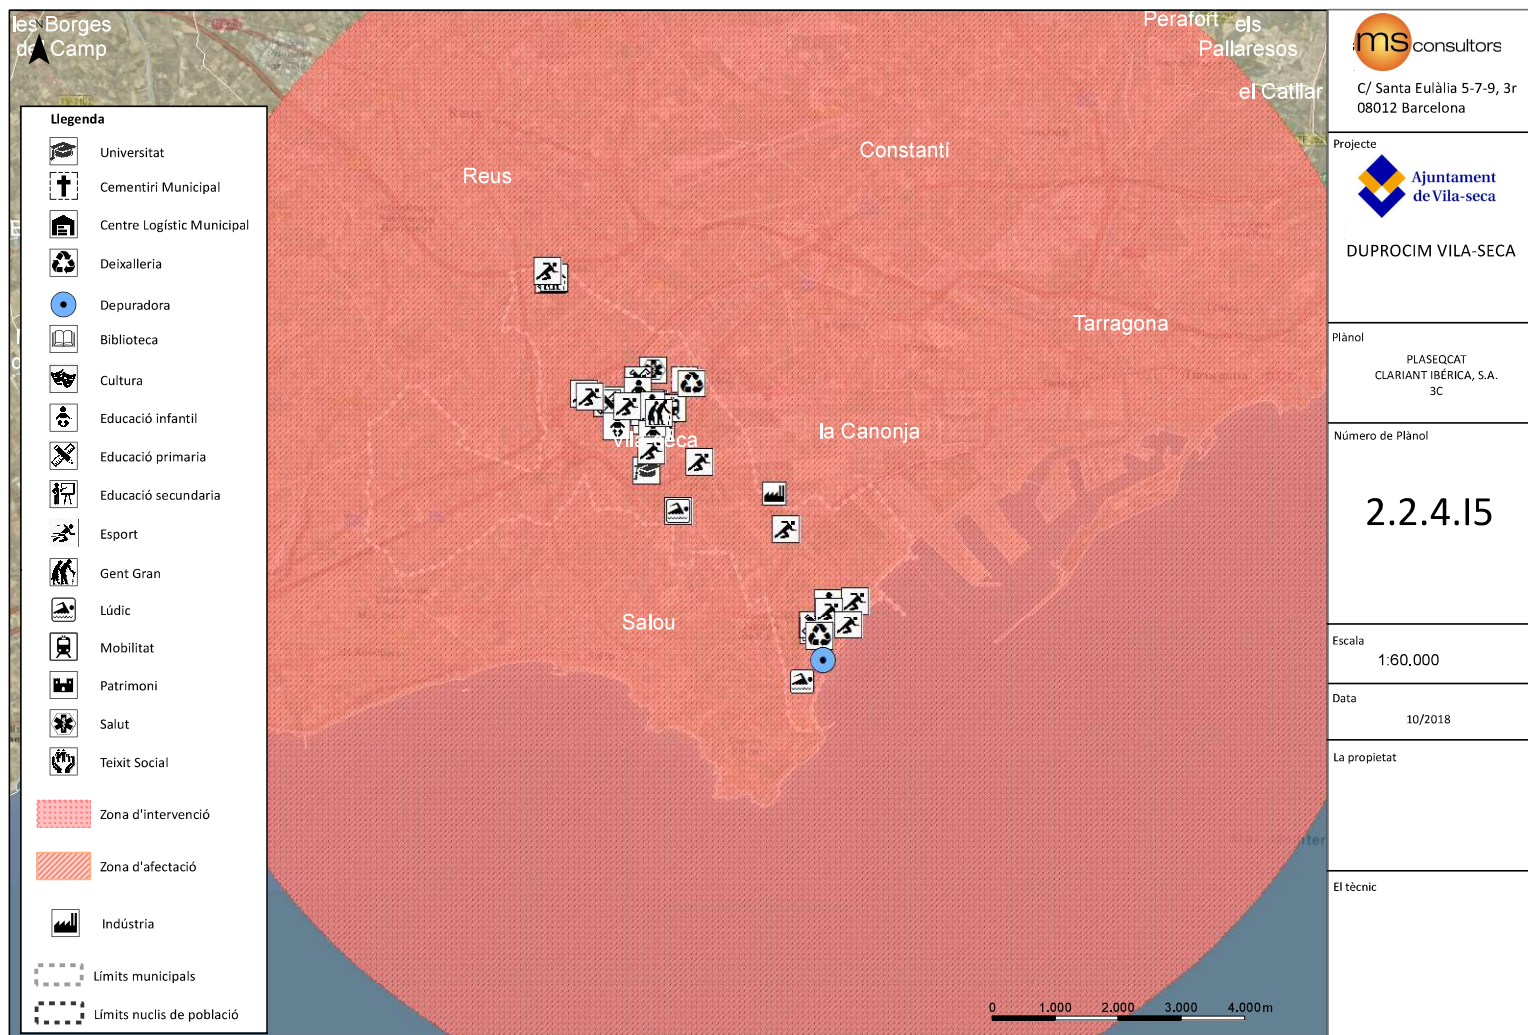 les Borges
del Camp
Perafort
els
Pallaresos
el Catllar
Constantí
Reus
Tarragona
la Canonja
Vila-seca
Salou
Llegenda
Universitat
Cementiri Municipal
Centre Logístic Municipal
Deixalleria
Depuradora
Biblioteca
Cultura
Educació infantil
Educació primaria
Educació secundaria
Esport
Gent Gran
Lúdic
Mobilitat
Patrimoni
Salut
Teixit Social
Zona d'intervenció
Zona d'afectació
Indústria
Límits municipals
Límits nuclis de població
0 1.000 2.000 3.000 4.000 m
ms consultors
C/ Santa Eulàlia 5-7-9, 3r
08012 Barcelona
Projecte
Ajuntament
de Vila-seca
DUPROCIM VILA-SECA
Plànol
PLASEQCAT
CLARIANT IBÉRICA, S.A.
3C
Número de Plànol
2.2.4.I5
Escala
1:60.000
Data
10/2018
La propietat
El tècnic